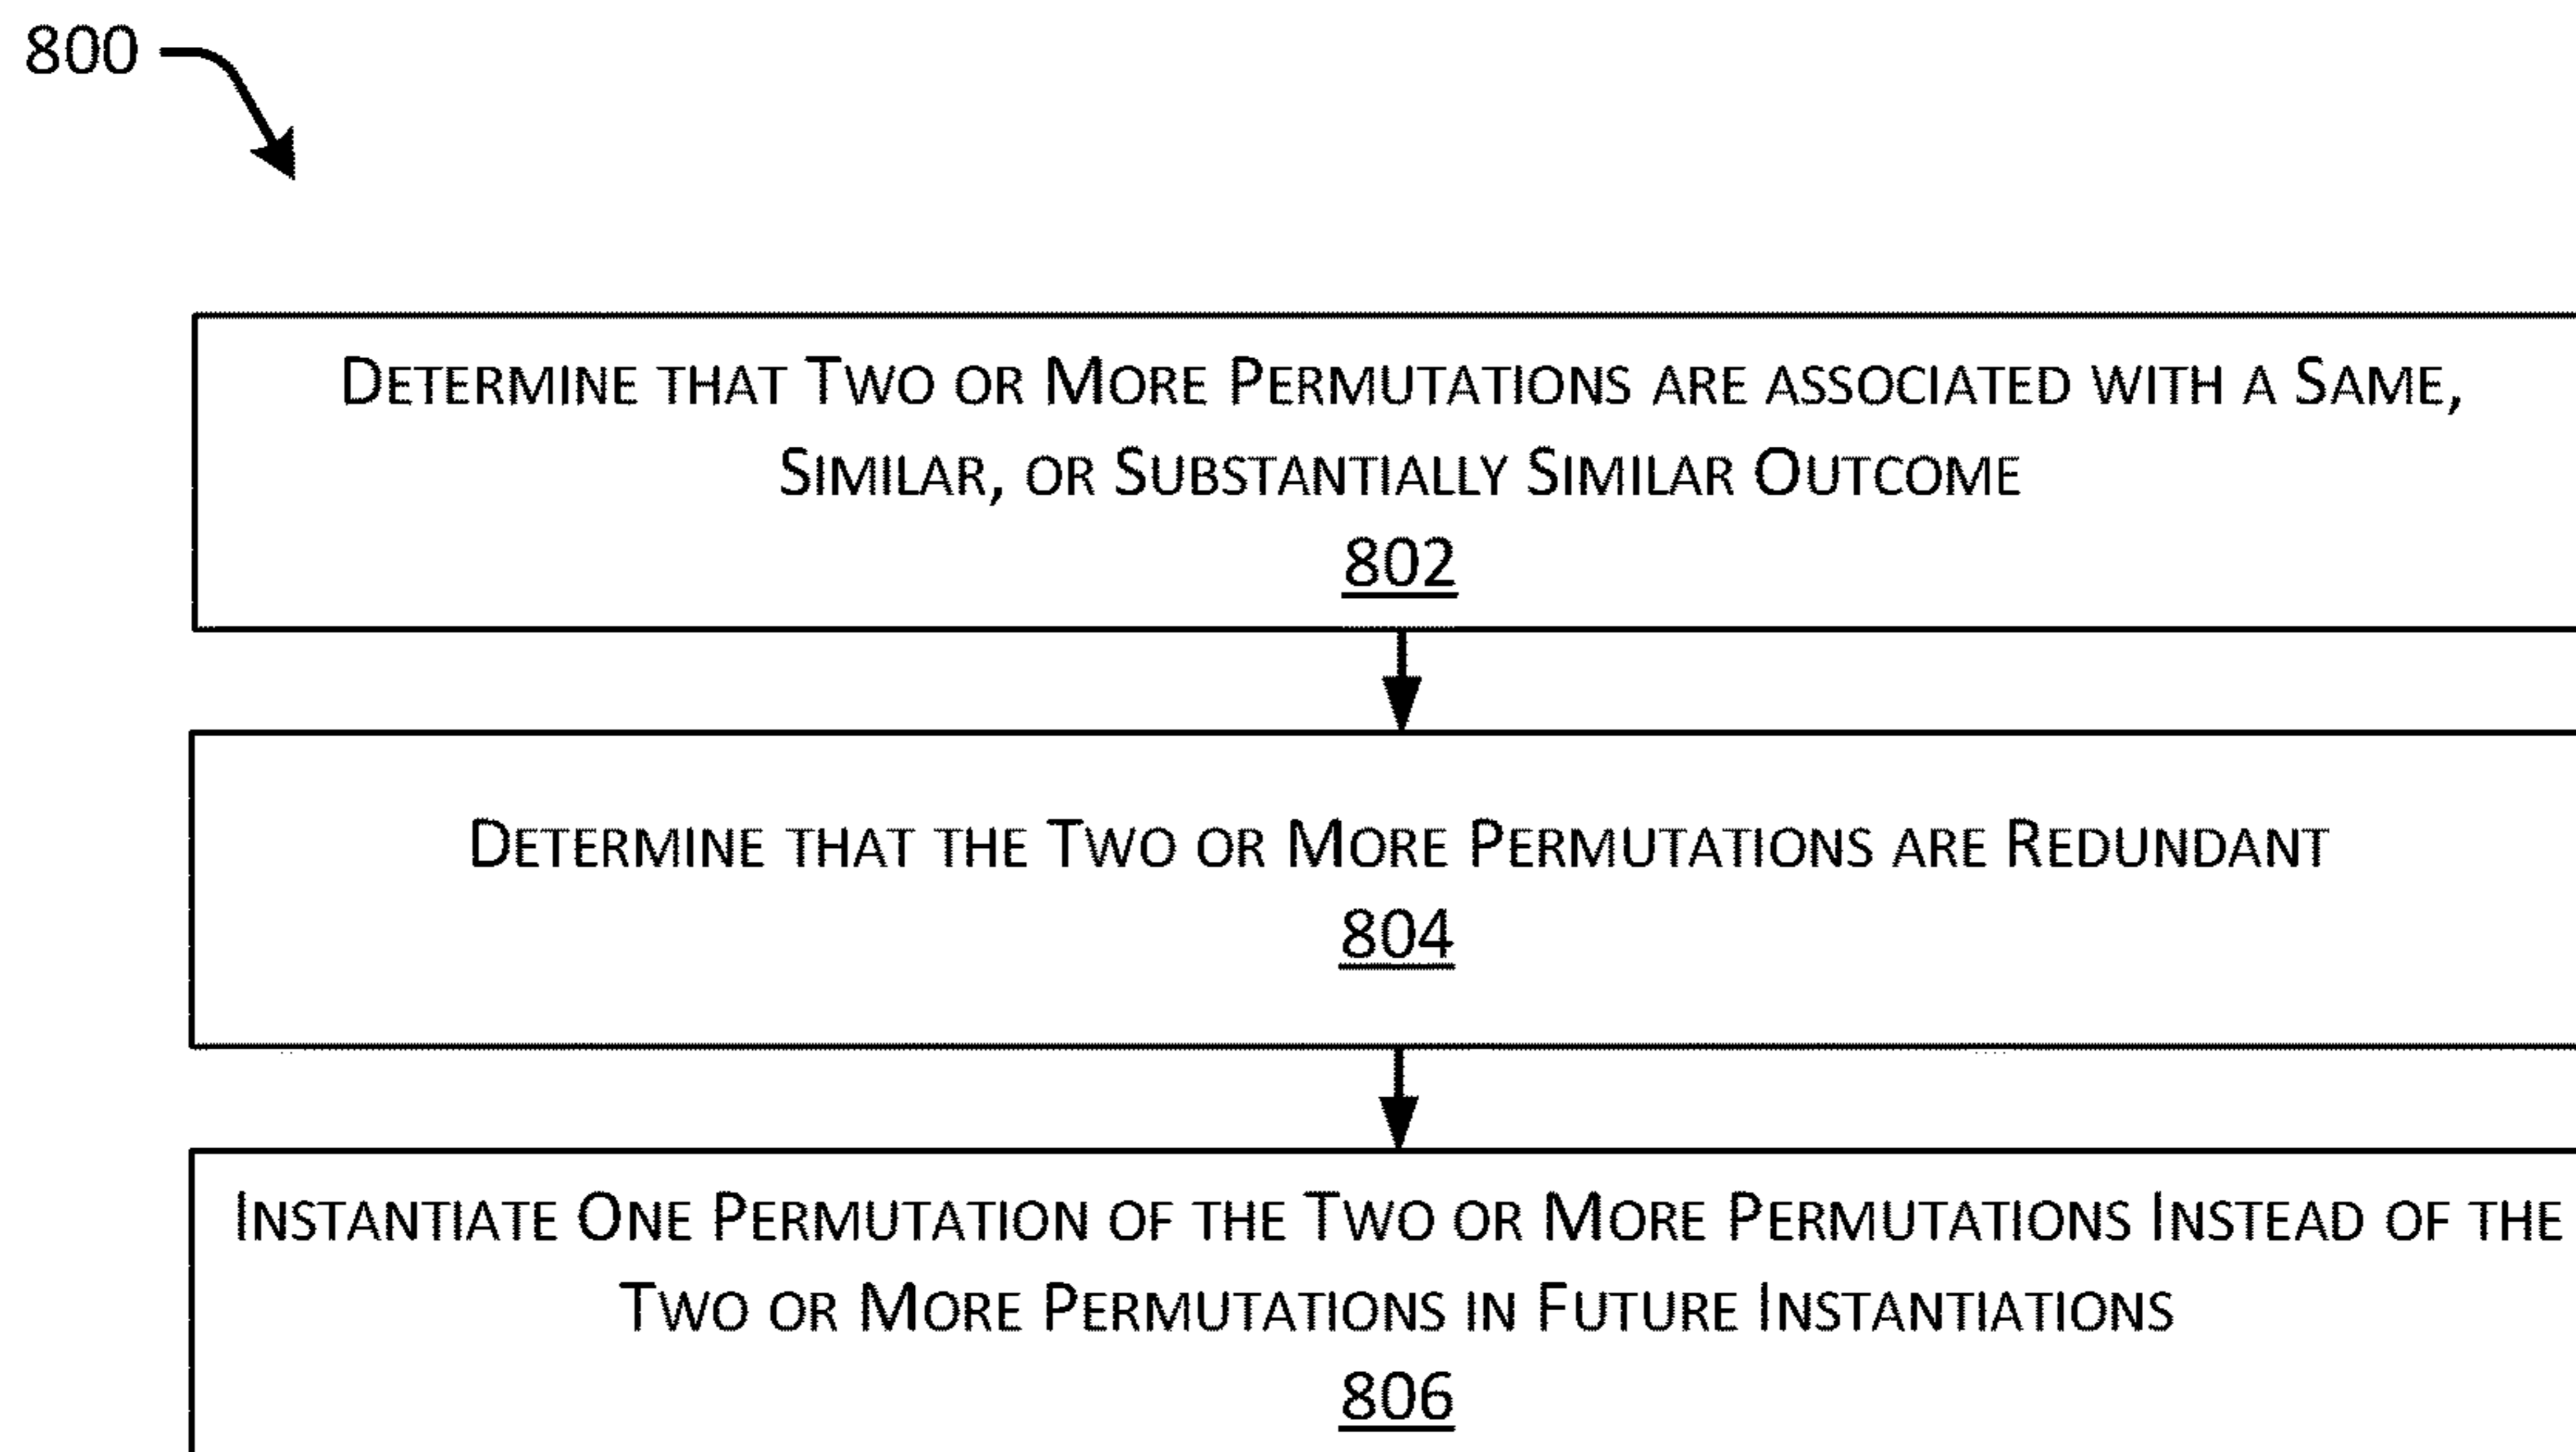 800
DETERMINE THAT TWO OR MORE PERMUTATIONS ARE ASSOCIATED WITH A SAME,
SIMILAR, OR SUBSTANTIALLY SIMILAR OUTCOME
802
DETERMINE THAT THE TWO OR MORE PERMUTATIONS ARE REDUNDANT
804
INSTANTIATE ONE PERMUTATION OF THE TWO OR MORE PERMUTATIONS INSTEAD OF THE
TWO OR MORE PERMUTATIONS IN FUTURE INSTANTIATIONS
806